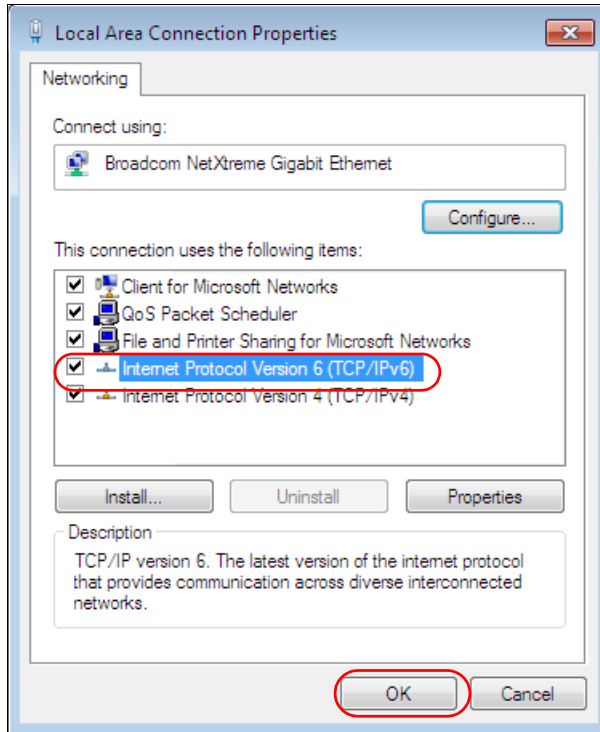 Local Area Connection Properties
Networking
Connect using:
Broadcom NetXtreme Gigabit Ethernet
Configure...
This connection uses the following items:
Client for Microsoft Networks
QoS Packet Scheduler
File and Printer Sharing for Microsoft Networks
Internet Protocol Version 6 (TCP/IPv6)
Internet Protocol Version 4 (TCP/IPv4)
Install...
Uninstall
Properties
Description
TCP/IP version 6. The latest version of the internet protocol
that provides communication across diverse interconnected
networks.
OK
Cancel